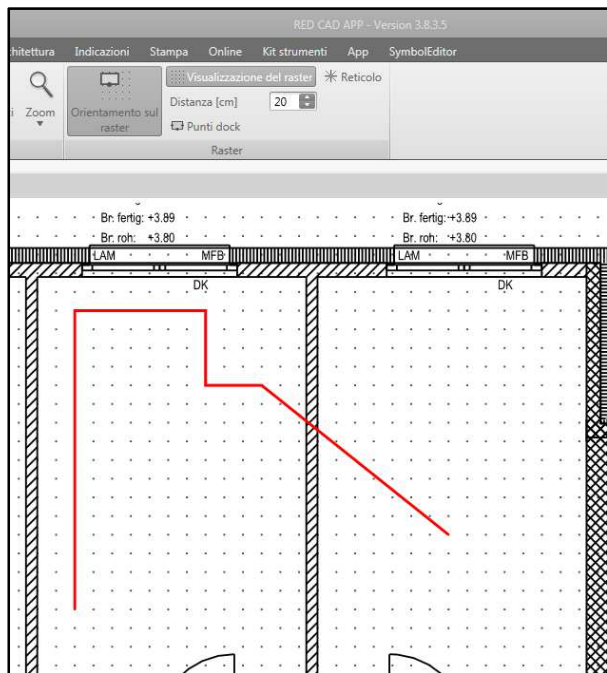 RED CAD APP - Version 3.8.3.5
hitettura Indicazioni Stampa Online Kit strumenti App SymbolEditor
Zoom
Orientamento sul raster
Visualizzazione del raster Reticolo
Distanza [cm] 20
Punti dock
Raster
Br. fertig: +3.89 Br. fertig: +3.89
Br. roh: +3.80 Br. roh: +3.80
LAM MFB LAM MFB
DK DK